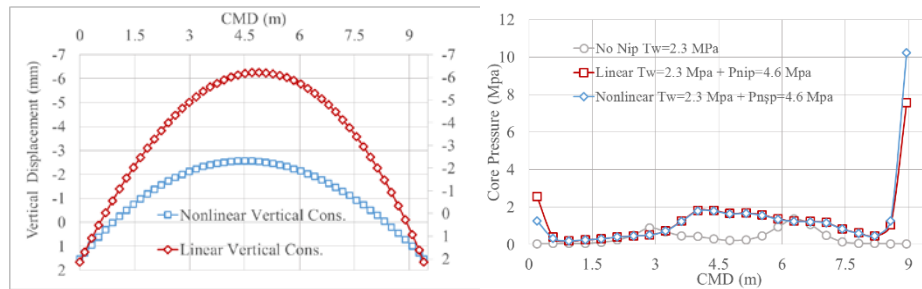 CMD (m)
0 1.5 3 4.5 6 7.5 9
-7 -7
-6 -6
-5 -5
-4 -4
-3 -3
-2 -2
-1 -1
0 0
1 1
2 2
Vertical Displacement (mm)
Nonlinear Vertical Cons.
Linear Vertical Cons.
12
10
8
6
4
2
0
Core Pressure (Mpa)
No Nip Tw=2.3 MPa
Linear Tw=2.3 Mpa + Pnip=4.6 Mpa
Nonlinear Tw=2.3 Mpa + Pnşp=4.6 Mpa
0 1.5 3 4.5 6 7.5 9
CMD (m)